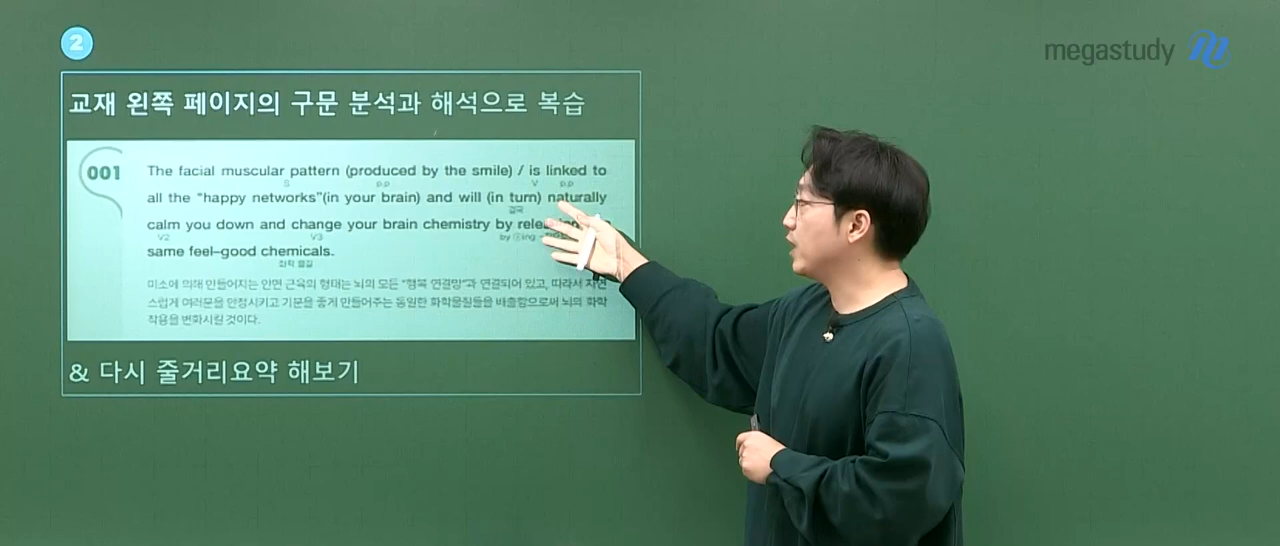 2
megastudy
교재 왼쪽 페이지의 구문 분석과 해석으로 복습
001
The facial muscular pattern (produced by the smile) / is linked to
S p.p V p.p
all the “happy networks”(in your brain) and will (in turn) naturally
결국
calm you down and change your brain chemistry by
V2 V3 by ing
same feel-good chemicals.
화학 물질
미소에 의해 만들어지는 안면 근육의 형태는 뇌의 모든 "행복 연결망"과 연결되어 있고, 따라서 자연
스럽게 여러분을 안정시키고 기분을 좋게 만들어주는 동일한 화학물질들을 배출함으로써 뇌의 화학
작용을 변화시킬 것이다.
& 다시 줄거리요약 해보기